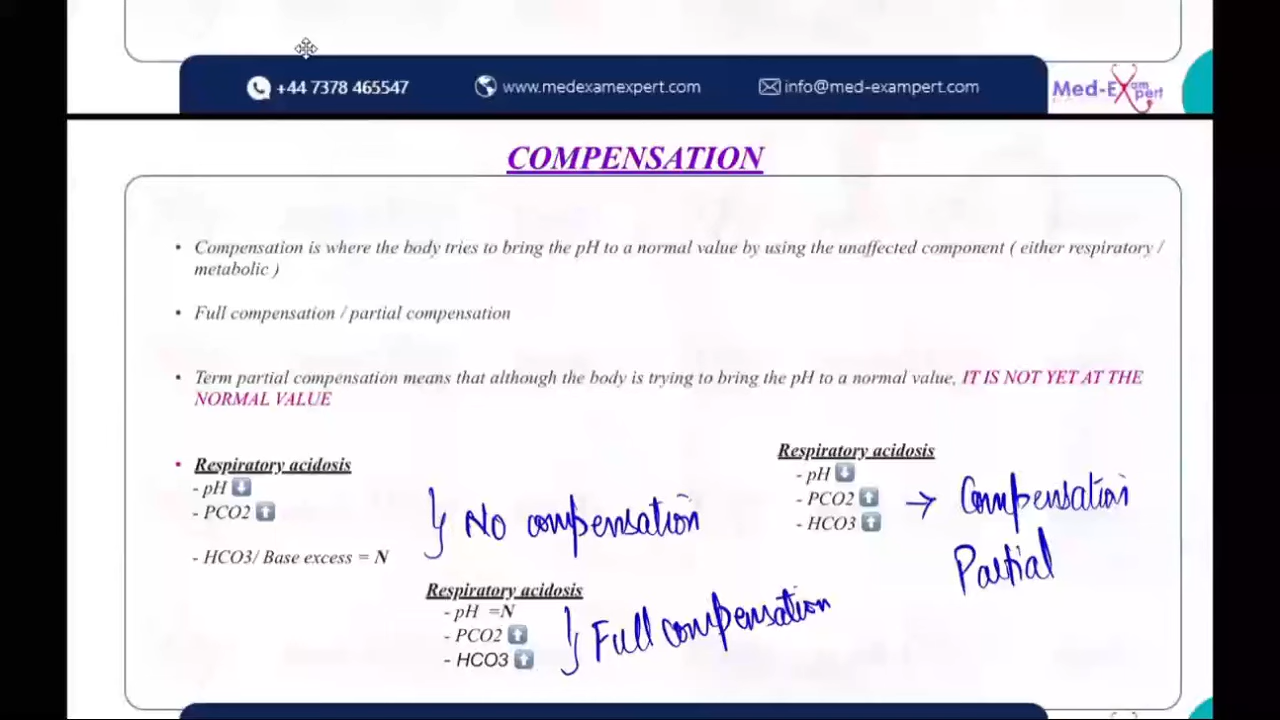 +44 7378 465547
www.medexamexpert.com
info@med-exampert.com
Med-Exam
pert
COMPENSATION
• Compensation is where the body tries to bring the pH to a normal value by using the unaffected component ( either respiratory /
metabolic )
• Full compensation / partial compensation
• Term partial compensation means that although the body is trying to bring the pH to a normal value, IT IS NOT YET AT THE
NORMAL VALUE
• Respiratory acidosis
- pH ⬇
- PCO2 ⬆
- HCO3/ Base excess = N
No compensation
Respiratory acidosis
- pH ⬇
- PCO2 ⬆
- HCO3 ⬆
→ Compensation
Partial
Respiratory acidosis
- pH =N
- PCO2 ⬆
- HCO3 ⬆
Full compensation